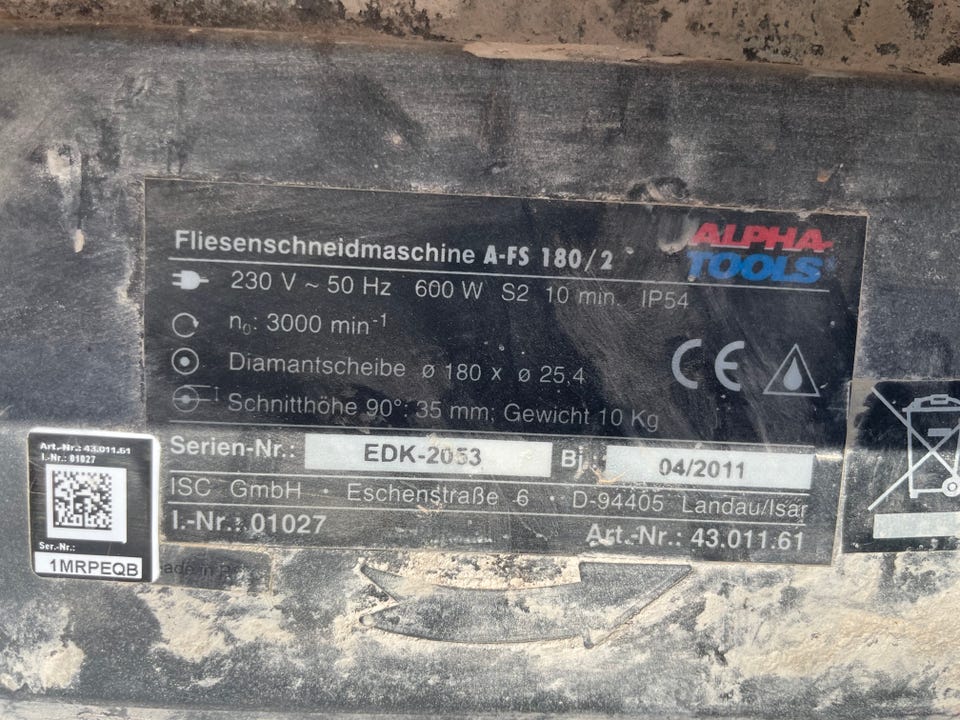 Fliesenschneidmaschine A-FS 180/2
ALPHA-
TOOLS
230 V ~ 50 Hz 600 W S2 10 min. IP54
n₀: 3000 min⁻¹
Diamantscheibe ø 180 x ø 25,4
Schnitthöhe 90°: 35 mm; Gewicht 10 Kg
CE
Serien-Nr.: EDK-2053 Bj. 04/2011
ISC GmbH · Eschenstraße 6 · D-94405 Landau/Isar
I.-Nr.: 01027 Art.-Nr.: 43.011.61
Art.-Nr.: 43.011.61
I.-Nr.: 01027
Ser.-Nr.:
1MRPEQB